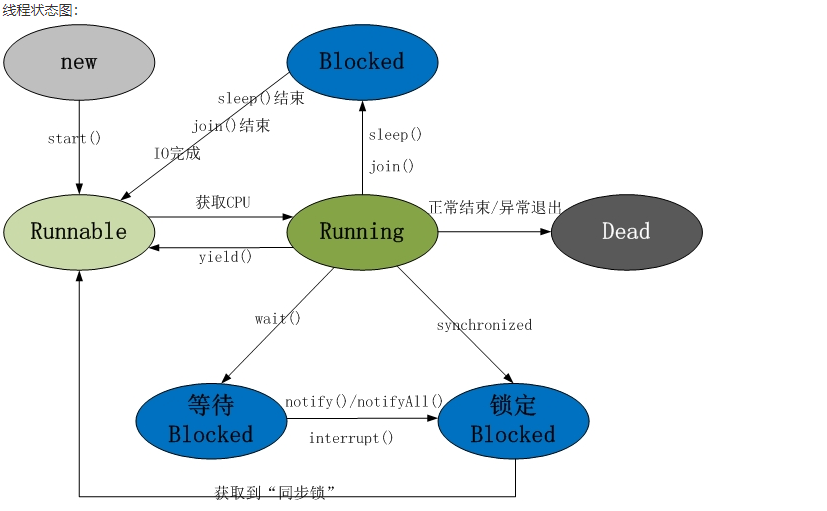 线程状态图:
new
Blocked
sleep()结束
join()结束
IO完成
start()
sleep()
join()
获取CPU
正常结束/异常退出
Runnable
Running
Dead
yield()
wait()
synchronized
等待
Blocked
notify()/notifyAll()
interrupt()
锁定
Blocked
获取到“同步锁”